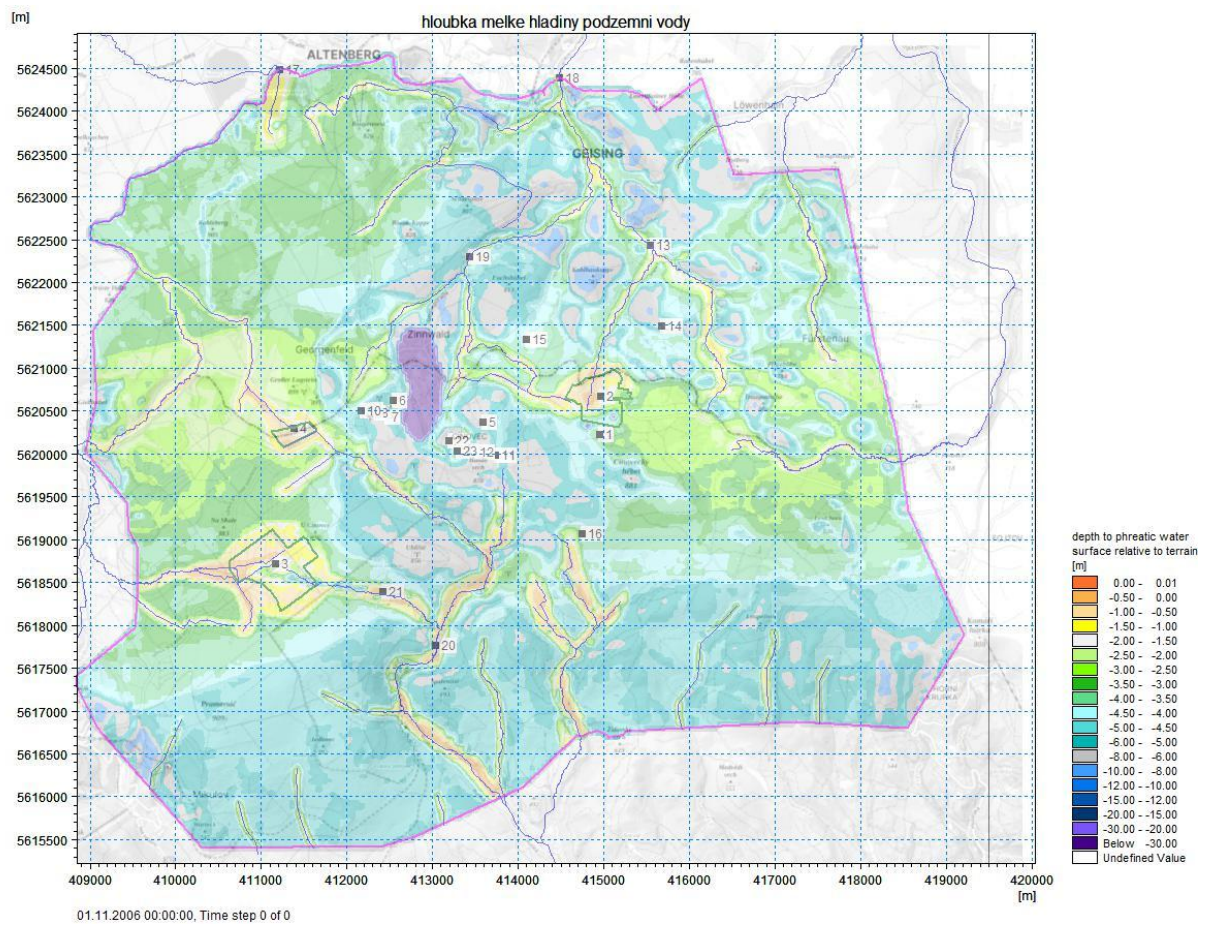 hloubka melke hladiny podzemni vody
[m]
5624500
5624000
5623500
5623000
5622500
5622000
5621500
5621000
5620500
5620000
5619500
5619000
5618500
5618000
5617500
5617000
5616500
5616000
5615500
ALTENBERG
17
18
Löwenhain
GEISING
13
19
14
15
Zinnwald
Fürstenau
Georgenfeld
2
6
10
8
7
5
4
1
22
23
12
11
16
3
21
20
409000 410000 411000 412000 413000 414000 415000 416000 417000 418000 419000 420000
[m]
01.11.2006 00:00:00, Time step 0 of 0
depth to phreatic water
surface relative to terrain
[m]
0.00 - 0.01
-0.50 - 0.00
-1.00 - -0.50
-1.50 - -1.00
-2.00 - -1.50
-2.50 - -2.00
-3.00 - -2.50
-3.50 - -3.00
-4.00 - -3.50
-4.50 - -4.00
-5.00 - -4.50
-6.00 - -5.00
-8.00 - -6.00
-10.00 - -8.00
-12.00 - -10.00
-15.00 - -12.00
-20.00 - -15.00
-30.00 - -20.00
Below -30.00
Undefined Value